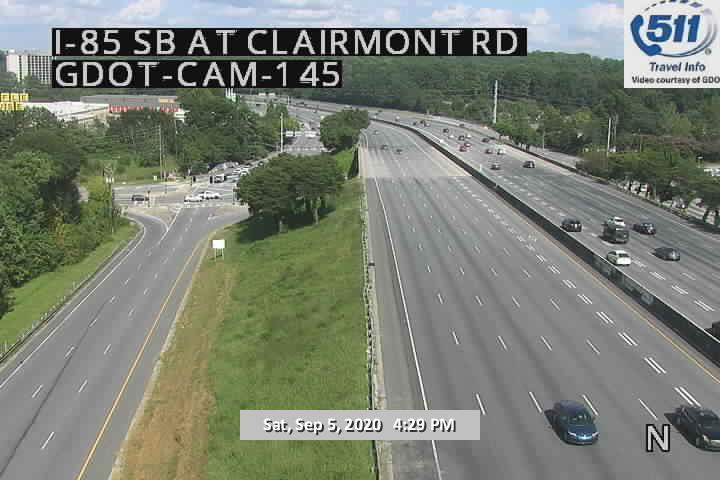 I-85 SB AT CLAIRMONT RD
GDOT-CAM-145
511
Travel Info
Video courtesy of GDO
Sat, Sep 5, 2020 4:29 PM
N